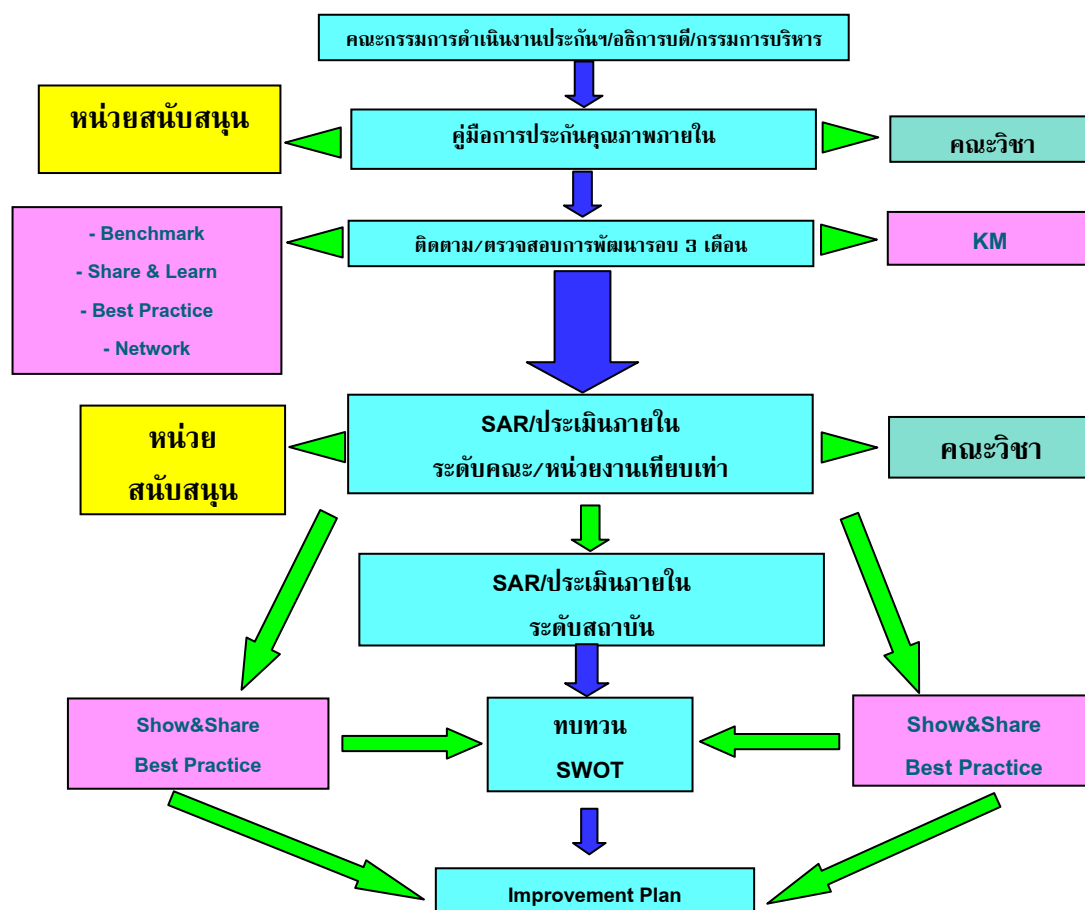 คณะกรรมการดำเนินงานประกันฯ/อธิการบดี/กรรมการบริหาร
หน่วยสนับสนุน
คู่มือการประกันคุณภาพภายใน
คณะวิชา
- Benchmark
- Share & Learn
- Best Practice
- Network
ติดตาม/ตรวจสอบการพัฒนารอบ 3 เดือน
KM
หน่วย
สนับสนุน
SAR/ประเมินภายใน
ระดับคณะ/หน่วยงานเทียบเท่า
คณะวิชา
SAR/ประเมินภายใน
ระดับสถาบัน
Show&Share
Best Practice
ทบทวน
SWOT
Show&Share
Best Practice
Improvement Plan